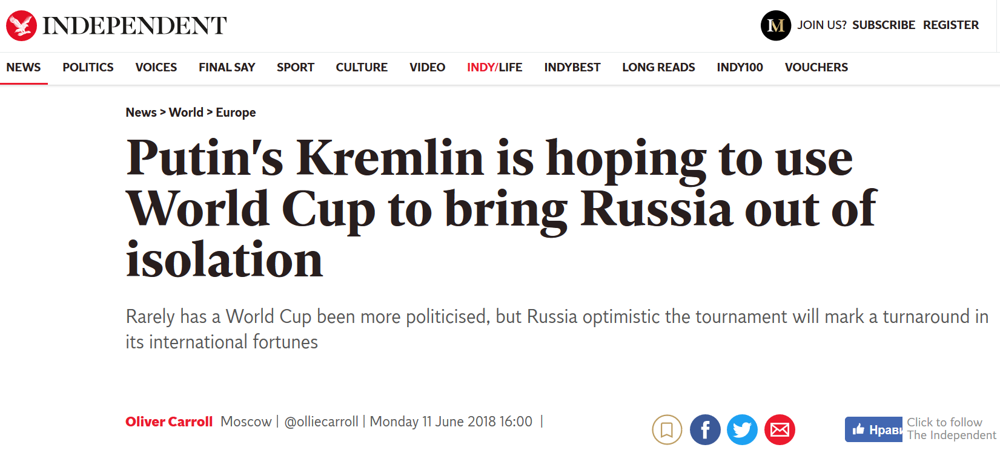 INDEPENDENT
M JOIN US? SUBSCRIBE REGISTER
NEWS POLITICS VOICES FINAL SAY SPORT CULTURE VIDEO INDY/LIFE INDYBEST LONG READS INDY100 VOUCHERS
News > World > Europe
Putin's Kremlin is hoping to use
World Cup to bring Russia out of
isolation
Rarely has a World Cup been more politicised, but Russia optimistic the tournament will mark a turnaround in
its international fortunes
Oliver Carroll Moscow | @olliecarroll | Monday 11 June 2018 16:00 |
f
Нрави
Click to follow
The Independent